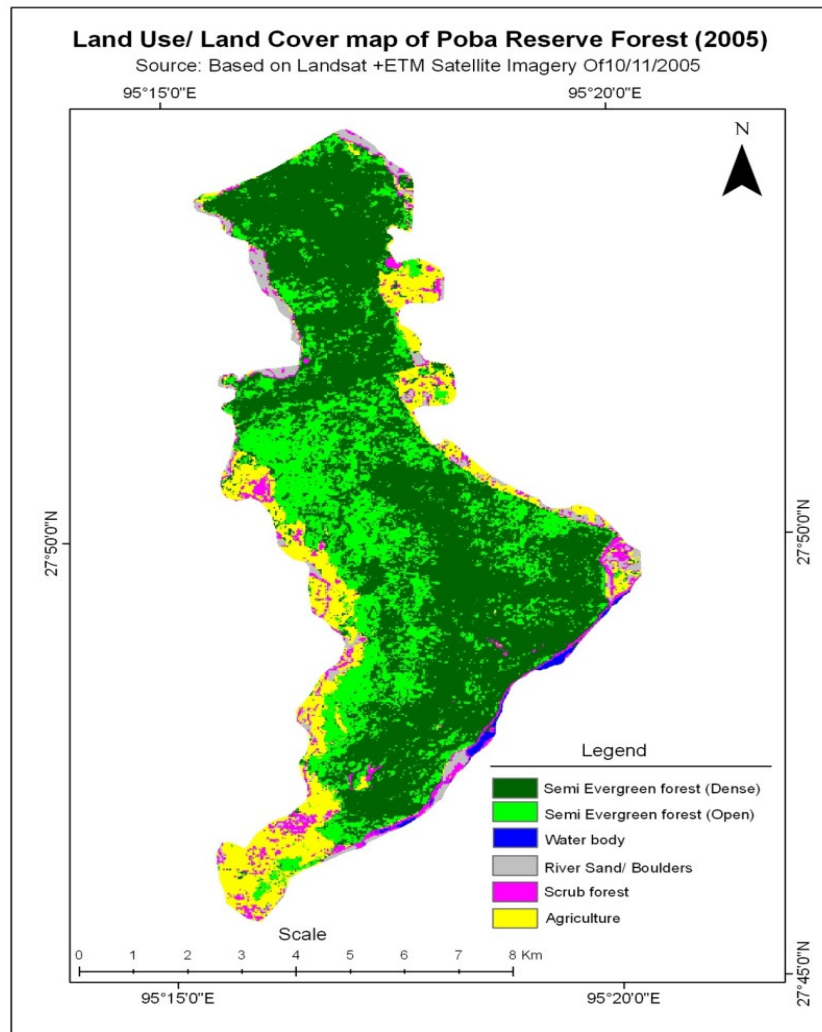 Land Use/ Land Cover map of Poba Reserve Forest (2005)
Source: Based on Landsat +ETM Satellite Imagery Of10/11/2005
95°15'0"E 95°20'0"E
N
27°50'0"N
27°50'0"N
Legend
Semi Evergreen forest (Dense)
Semi Evergreen forest (Open)
Water body
River Sand/ Boulders
Scrub forest
Agriculture
Scale
0 1 2 3 4 5 6 7 8 Km
27°45'0"N
95°15'0"E 95°20'0"E